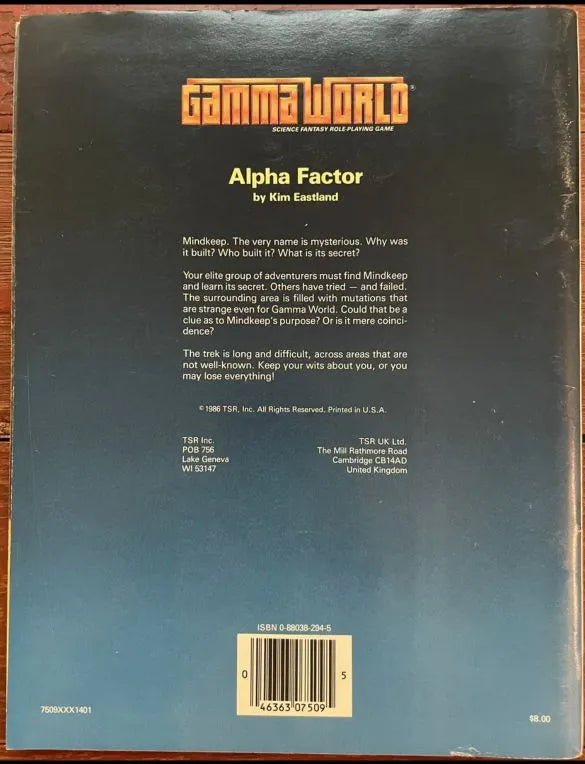 GAMMA WORLD®
SCIENCE FANTASY ROLE-PLAYING GAME
Alpha Factor
by Kim Eastland
Mindkeep. The very name is mysterious. Why was
it built? Who built it? What is its secret?
Your elite group of adventurers must find Mindkeep
and learn its secret. Others have tried — and failed.
The surrounding area is filled with mutations that
are strange even for Gamma World. Could that be a
clue as to Mindkeep's purpose? Or is it mere coinci-
dence?
The trek is long and difficult, across areas that are
not well-known. Keep your wits about you, or you
may lose everything!
©1986 TSR, Inc. All Rights Reserved. Printed in U.S.A.
TSR Inc.
POB 756
Lake Geneva
WI 53147
TSR UK Ltd.
The Mill Rathmore Road
Cambridge CB14AD
United Kingdom
ISBN 0-88038-294-5
0 46363 07509 5
7509XXX1401
$8.00